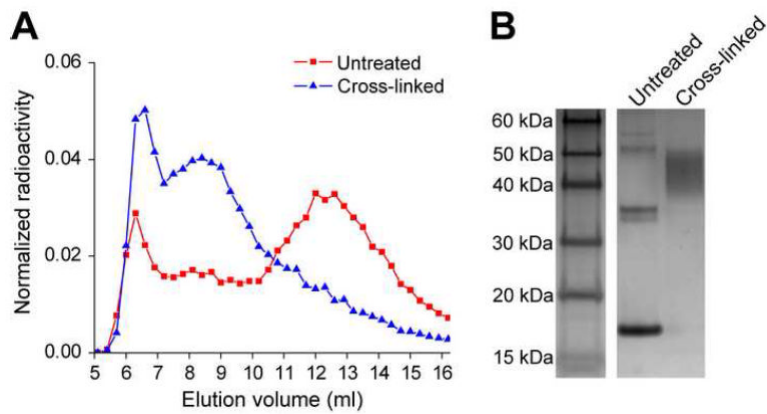 A
Normalized radioactivity
0.06
0.04
0.02
0.00
Untreated
Cross-linked
5 6 7 8 9 10 11 12 13 14 15 16
Elution volume (ml)
B
Untreated
Cross-linked
60 kDa
50 kDa
40 kDa
30 kDa
20 kDa
15 kDa